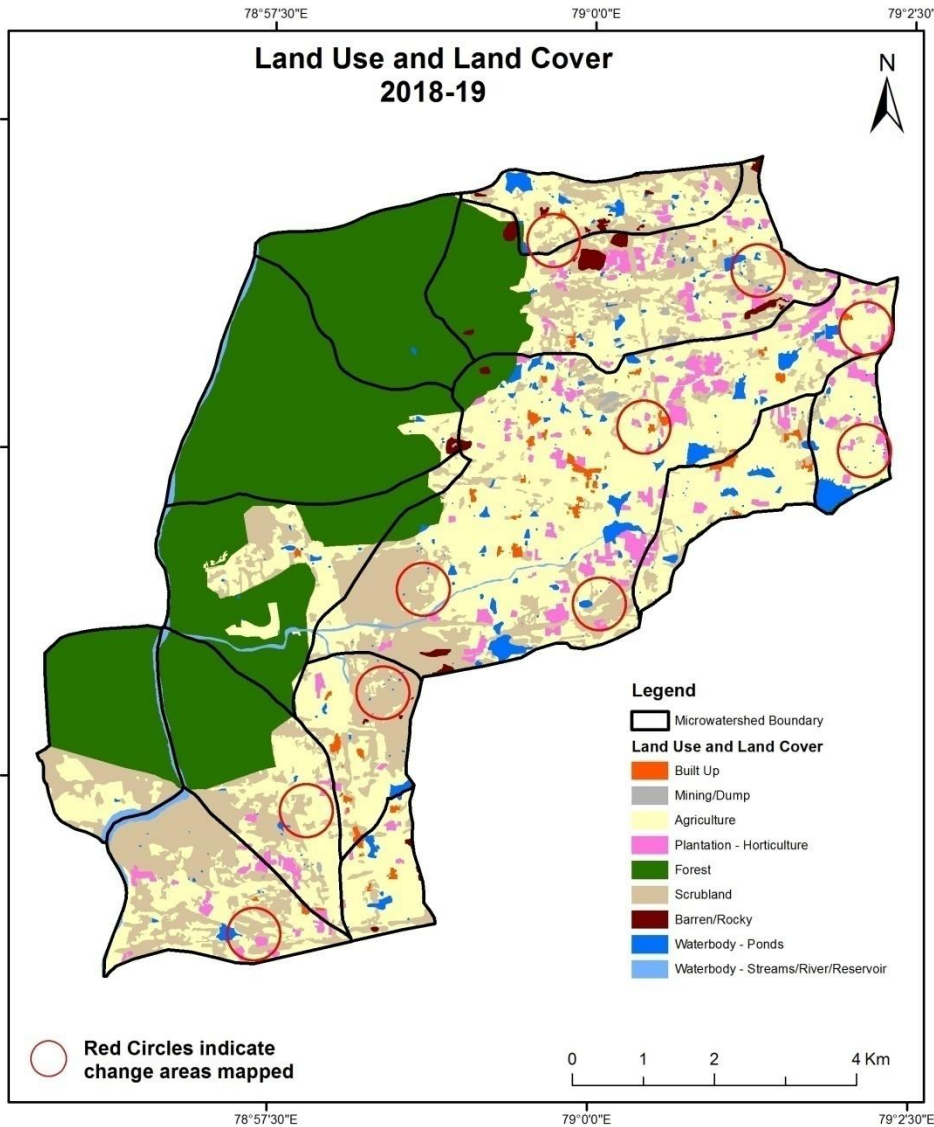 78°57'30"E
79°0'0"E
79°2'30"
Land Use and Land Cover
2018-19
N
Legend
Microwatershed Boundary
Land Use and Land Cover
Built Up
Mining/Dump
Agriculture
Plantation - Horticulture
Forest
Scrubland
Barren/Rocky
Waterbody - Ponds
Waterbody - Streams/River/Reservoir
Red Circles indicate
change areas mapped
0 1 2 4 Km
78°57'30"E
79°0'0"E
79°2'30"E